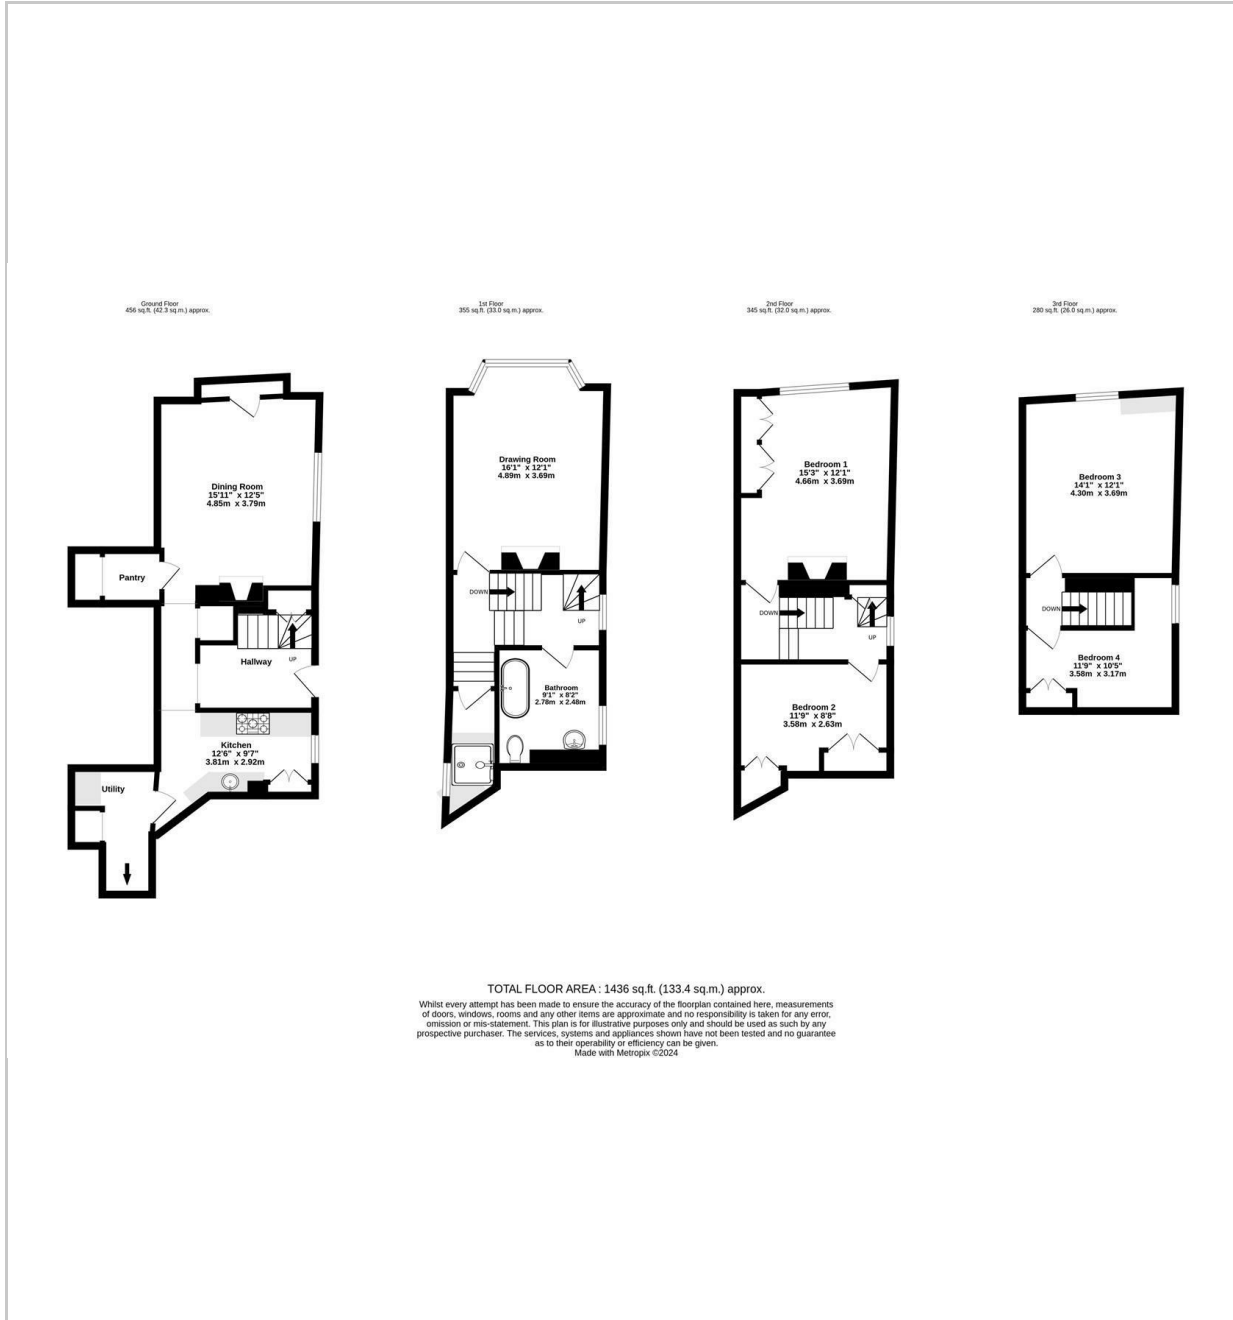 Ground Floor
456 sq.ft. (42.3 sq.m.) approx.
1st Floor
355 sq.ft. (33.0 sq.m.) approx.
2nd Floor
345 sq.ft. (32.0 sq.m.) approx.
3rd Floor
280 sq.ft. (26.0 sq.m.) approx.
Dining Room
15'11" x 12'5"
4.85m x 3.79m
Pantry
Hallway
UP
Kitchen
12'6" x 9'7"
3.81m x 2.92m
Utility
Drawing Room
16'1" x 12'1"
4.89m x 3.69m
DOWN
UP
Bathroom
9'1" x 8'2"
2.78m x 2.48m
Bedroom 1
15'3" x 12'1"
4.66m x 3.69m
DOWN
UP
Bedroom 2
11'9" x 8'8"
3.58m x 2.63m
Bedroom 3
14'1" x 12'1"
4.30m x 3.69m
DOWN
Bedroom 4
11'9" x 10'5"
3.58m x 3.17m
TOTAL FLOOR AREA : 1436 sq.ft. (133.4 sq.m.) approx.
Whilst every attempt has been made to ensure the accuracy of the floorplan contained here, measurements
of doors, windows, rooms and any other items are approximate and no responsibility is taken for any error,
omission or mis-statement. This plan is for illustrative purposes only and should be used as such by any
prospective purchaser. The services, systems and appliances shown have not been tested and no guarantee
as to their operability or efficiency can be given.
Made with Metropix ©2024